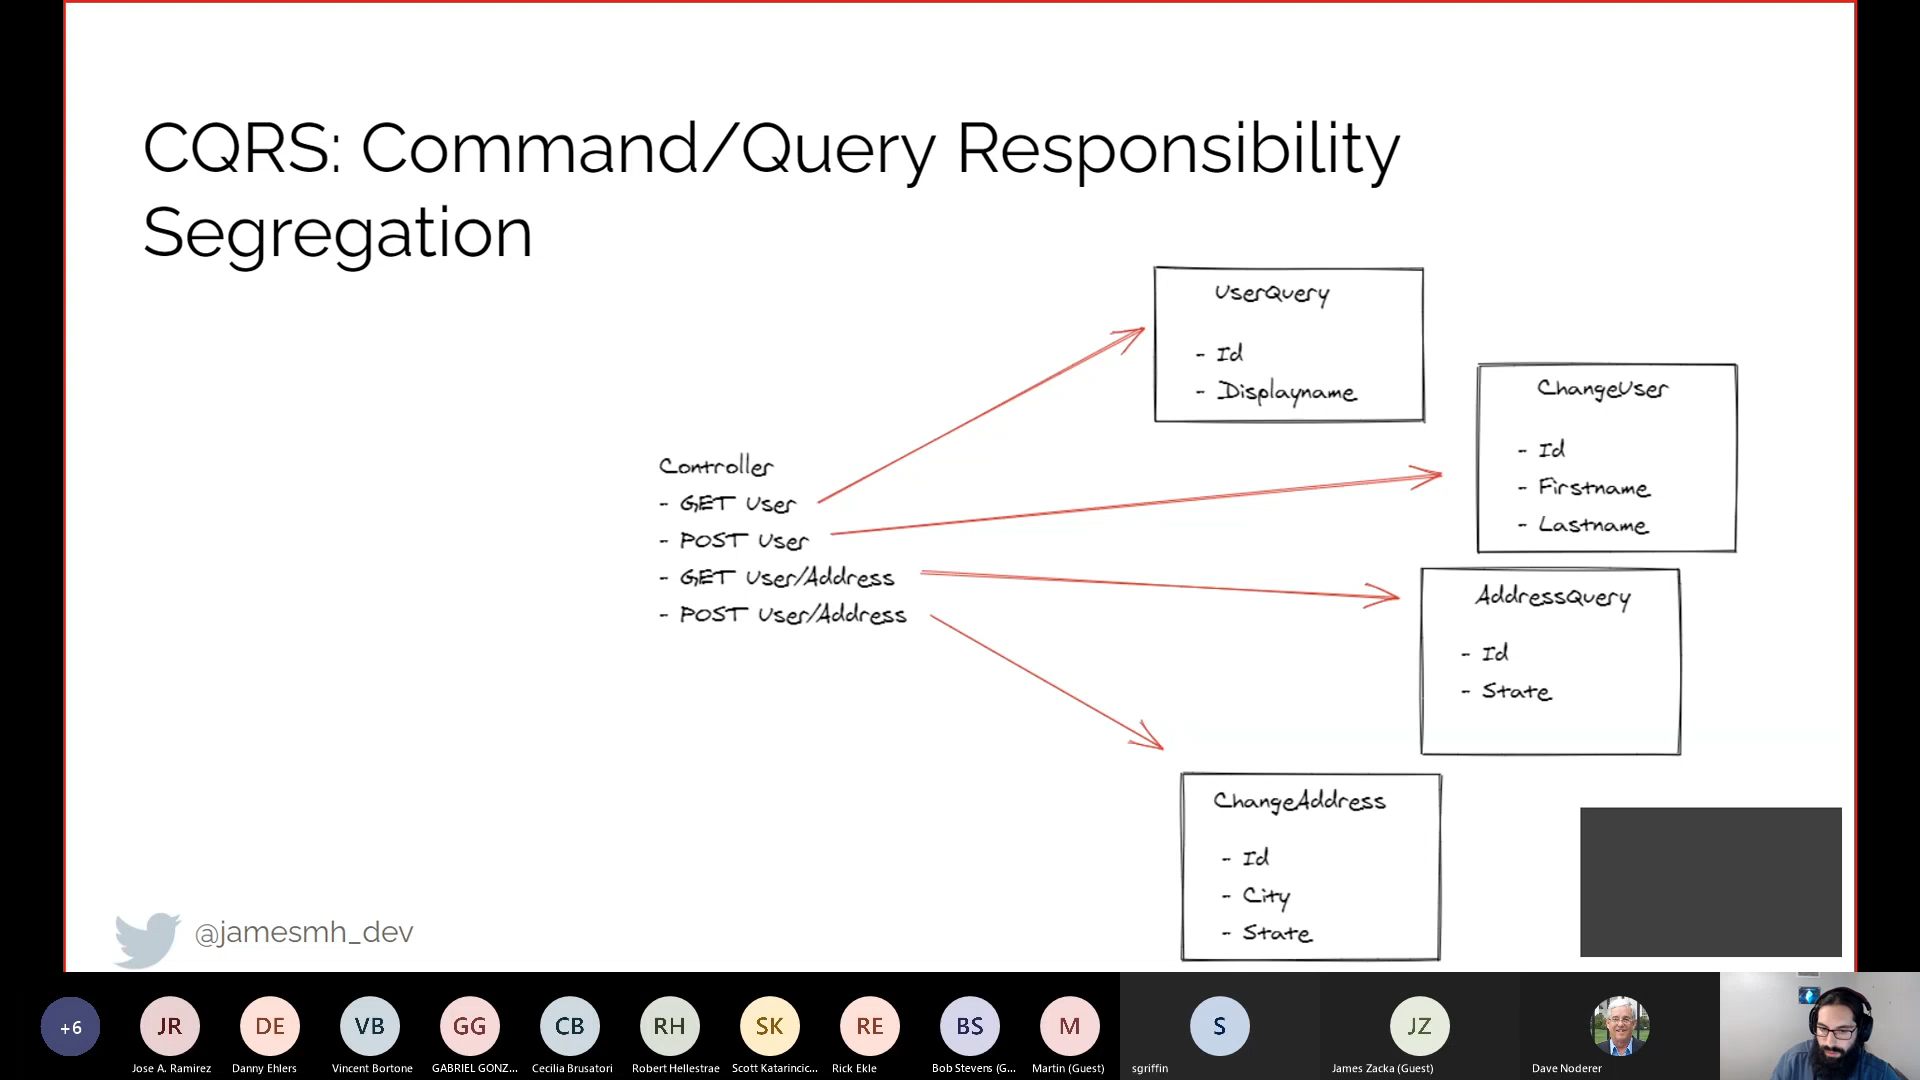 CQRS: Command/Query Responsibility
Segregation
UserQuery
- Id
- Displayname
ChangeUser
- Id
- Firstname
- Lastname
Controller
- GET User
- POST User
- GET User/Address
- POST User/Address
AddressQuery
- Id
- State
ChangeAddress
- Id
- City
- State
@jamesmh_dev
+6
JR
DE
VB
GG
CB
RH
SK
RE
BS
M
S
JZ
Jose A. Ramirez
Danny Ehlers
Vincent Bortone
GABRIEL GONZ...
Cecilia Brusatori
Robert Hellestrae
Scott Katarincic...
Rick Ekle
Bob Stevens (G...
Martin (Guest)
sgriffin
James Zacka (Guest)
Dave Noderer